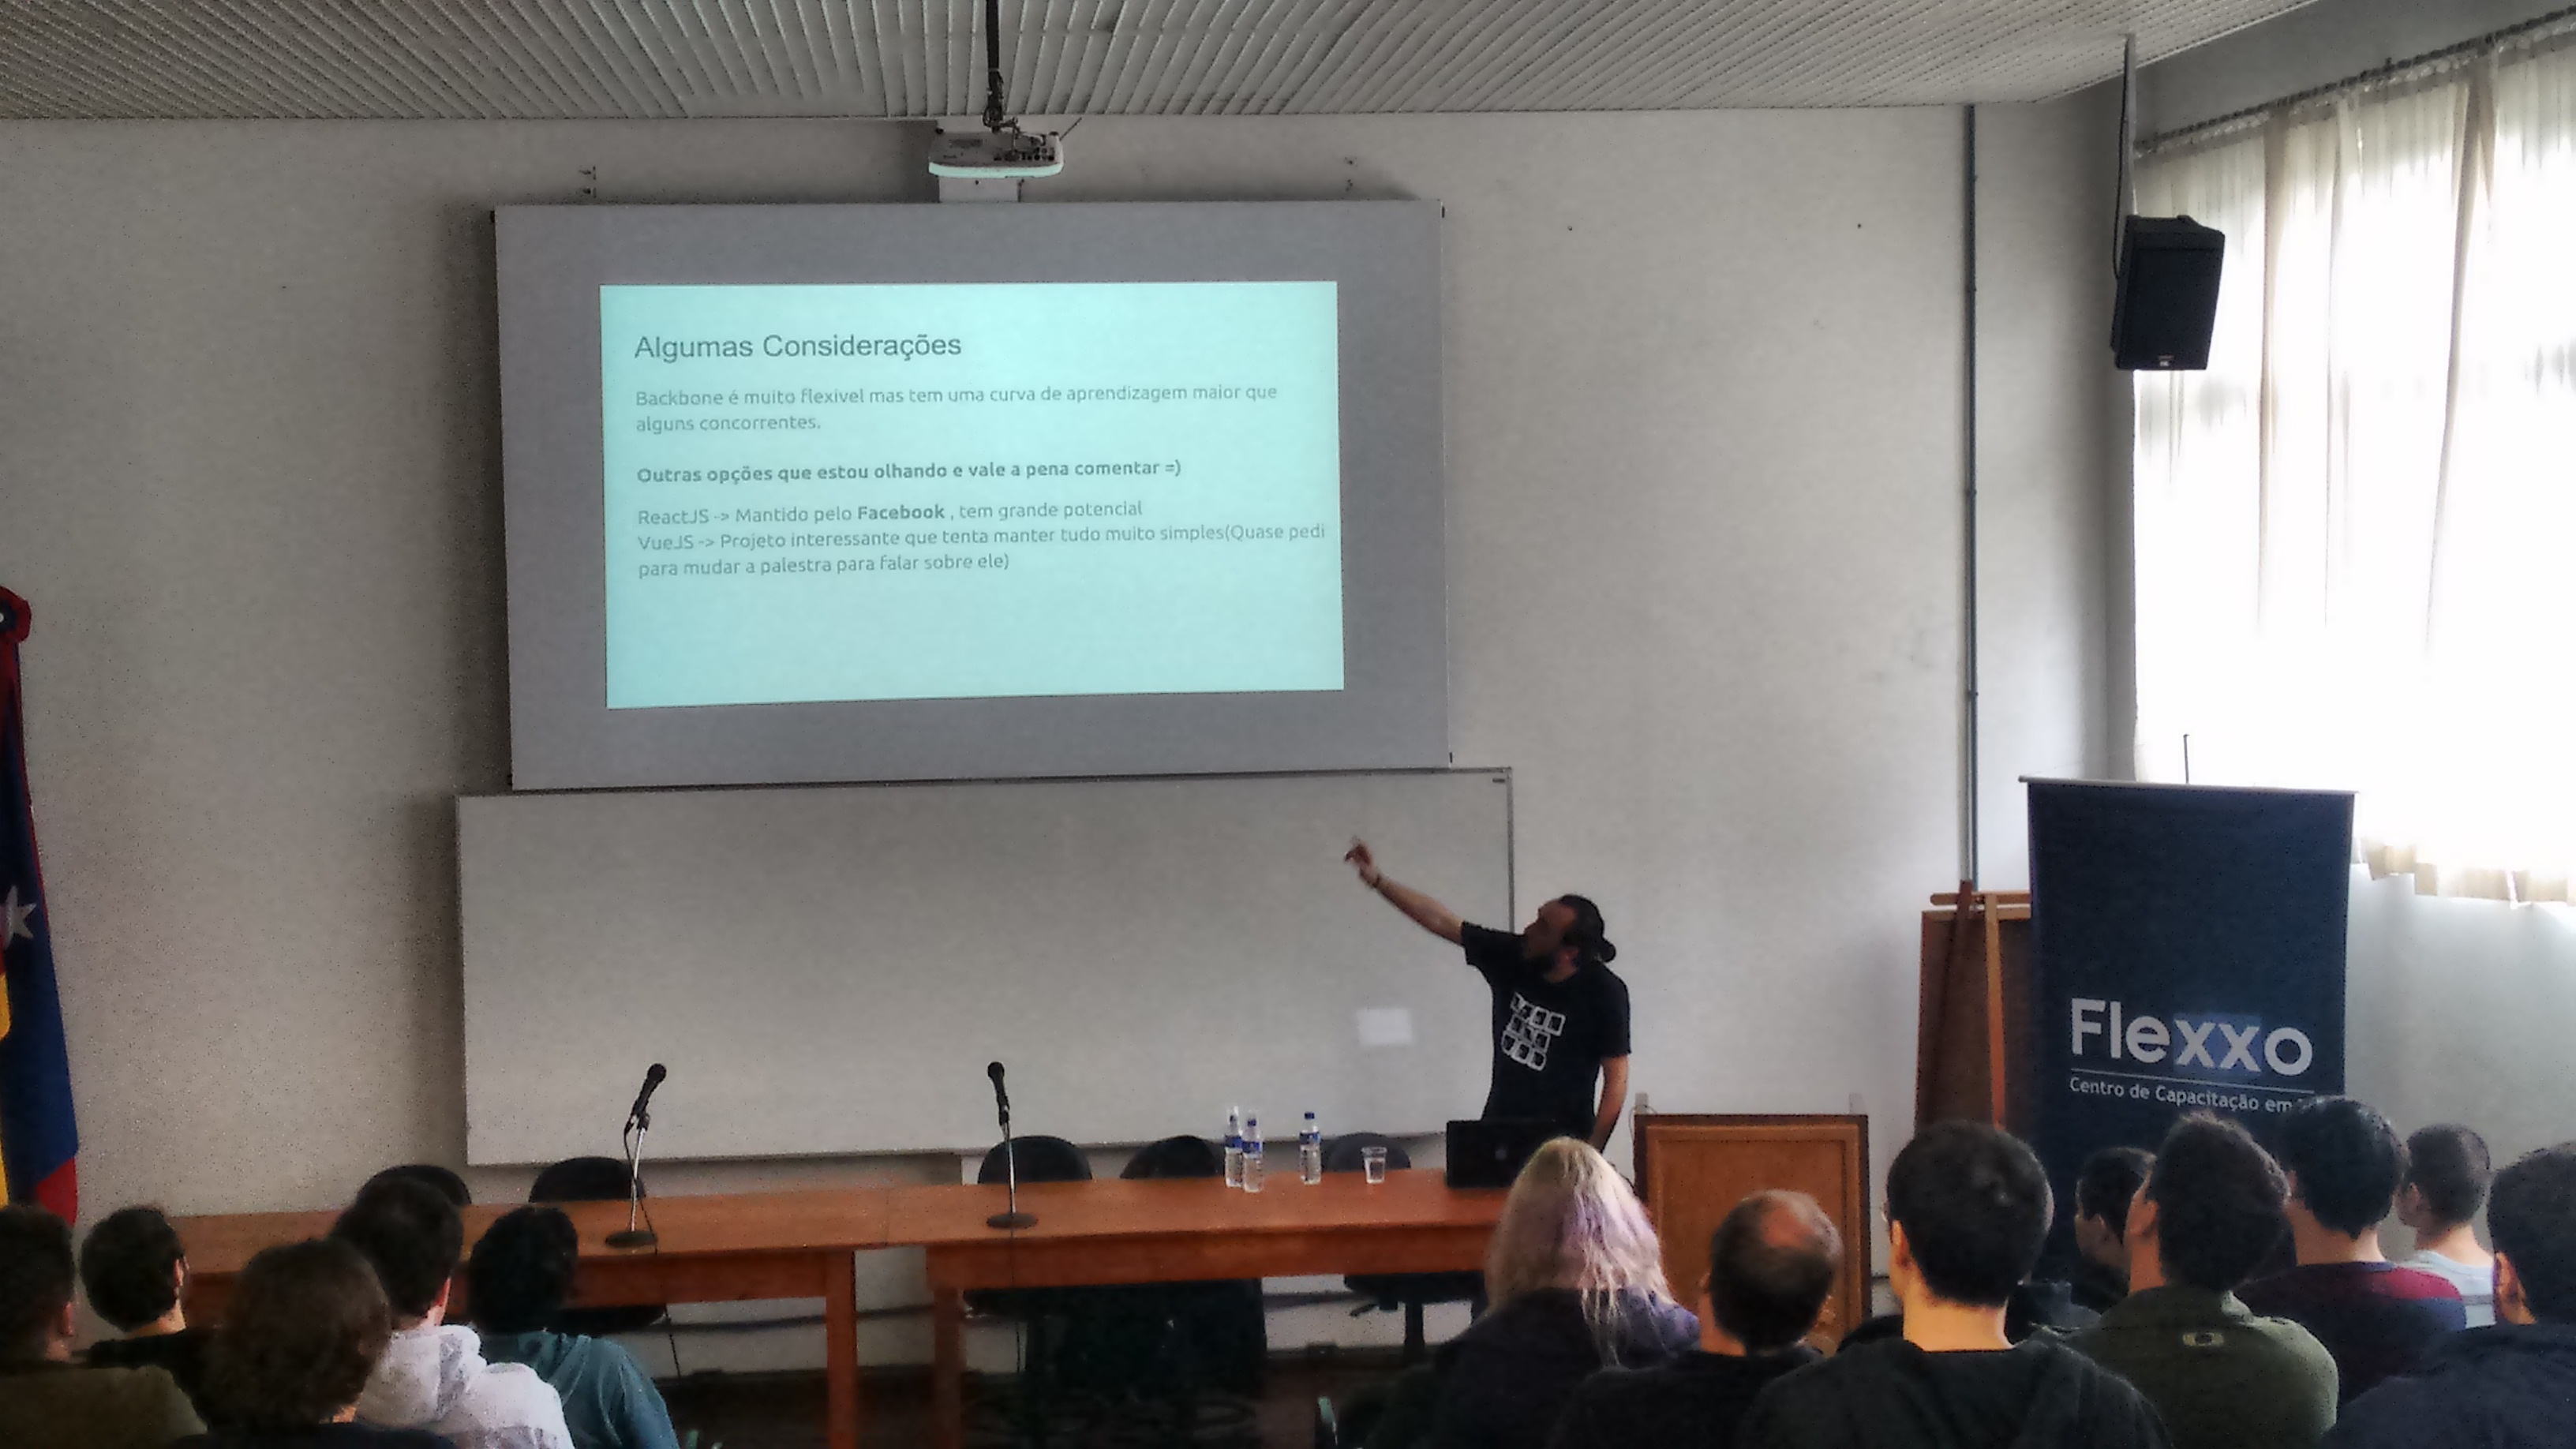 Algumas Considerações
Backbone é muito flexivel mas tem uma curva de aprendizagem maior que
alguns concorrentes.
Outras opções que estou olhando e vale a pena comentar =)
ReactJS -> Mantido pelo Facebook , tem grande potencial
VueJS -> Projeto interessante que tenta manter tudo muito simples(Quase pedi
para mudar a palestra para falar sobre ele)
Flexxo
Centro de Capacitação em